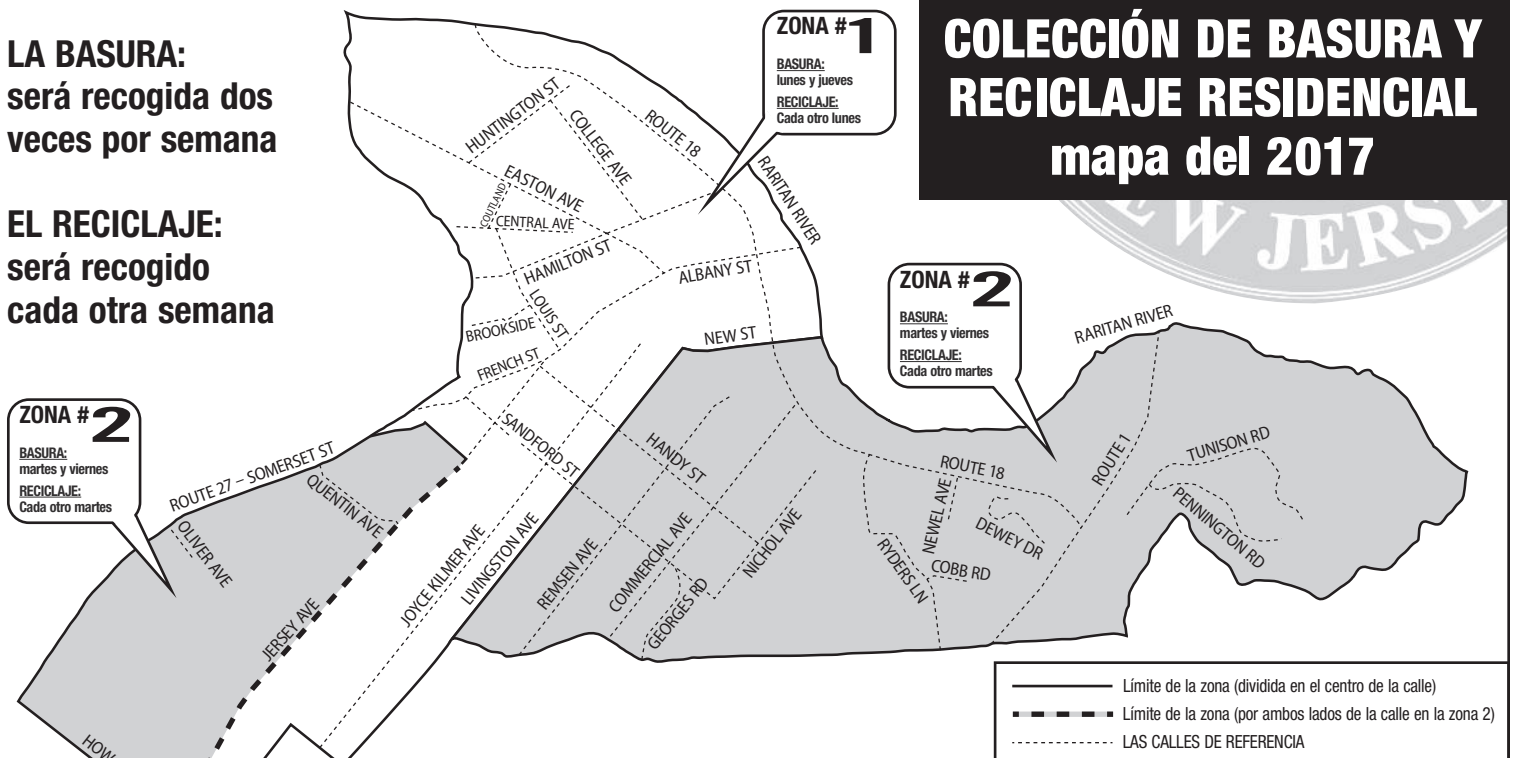 LA BASURA:
será recogida dos
veces por semana
EL RECICLAJE:
será recogido
cada otra semana
COLECCIÓN DE BASURA Y
RECICLAJE RESIDENCIAL
mapa del 2017
ZONA #1
BASURA:
lunes y jueves
RECICLAJE:
Cada otro lunes
HUNTINGTON ST
COLLEGE AVE
ROUTE 18
RARITAN RIVER
EASTON AVE
COUTLAND
CENTRAL AVE
HAMILTON ST
ALBANY ST
LOUIS ST
BROOKSIDE
FRENCH ST
NEW ST
NEW JERSE
ZONA #2
BASURA:
martes y viernes
RECICLAJE:
Cada otro martes
RARITAN RIVER
ZONA #2
BASURA:
martes y viernes
RECICLAJE:
Cada otro martes
ROUTE 27 – SOMERSET ST
QUENTIN AVE
OLIVER AVE
JERSEY AVE
SANDFORD ST
HANDY ST
JOYCE KILMER AVE
LIVINGSTON AVE
REMSEN AVE
COMMERCIAL AVE
GEORGES RD
NICHOL AVE
RYDERS LN
NEWEL AVE
ROUTE 18
DEWEY DR
COBB RD
ROUTE 1
TUNISON RD
PENNINGTON RD
HOW
Límite de la zona (dividida en el centro de la calle)
Límite de la zona (por ambos lados de la calle en la zona 2)
LAS CALLES DE REFERENCIA